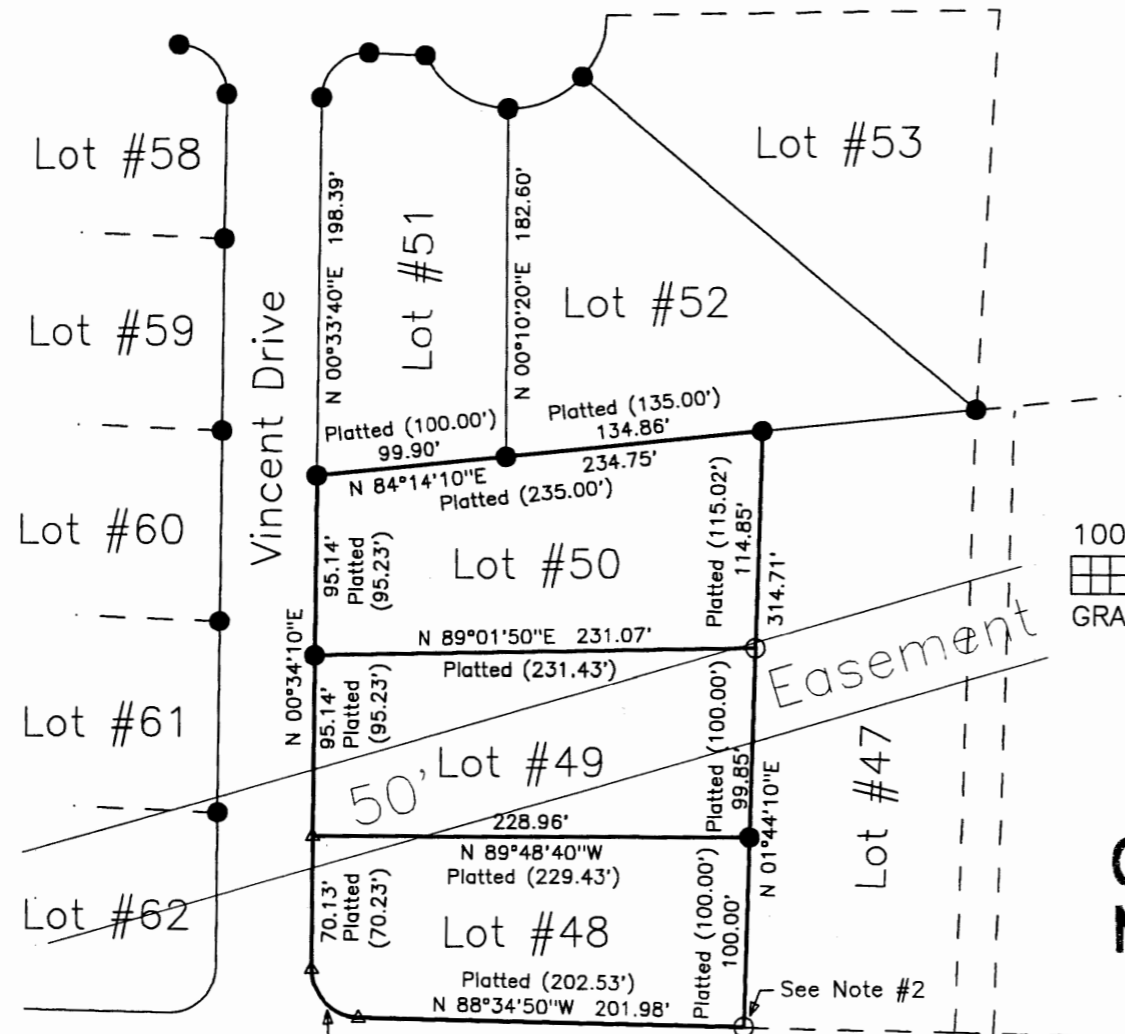 Lot #58
Lot #53
N 00°33'40"E 198.39'
Lot #51
N 00°10'20"E 182.60'
Lot #59
Vincent Drive
Lot #52
Platted (100.00')
99.90'
N 84°14'10"E
Platted (135.00')
134.86'
234.75'
Platted (235.00')
Lot #60
95.14'
Platted
(95.23')
Lot #50
Platted (115.02')
114.85'
314.71'
100
GRA
N 00°34'10"E
N 89°01'50"E 231.07'
Platted (231.43')
Easement
Lot #61
95.14'
Platted
(95.23')
50'
Lot #49
Platted (100.00')
99.85'
N 01°44'10"E
Lot #47
228.96'
N 89°48'40"W
Platted (229.43')
Lot #62
70.13'
Platted
(70.23')
Lot #48
Platted (100.00')
100.00'
Platted (202.53')
N 88°34'50"W 201.98'
See Note #2